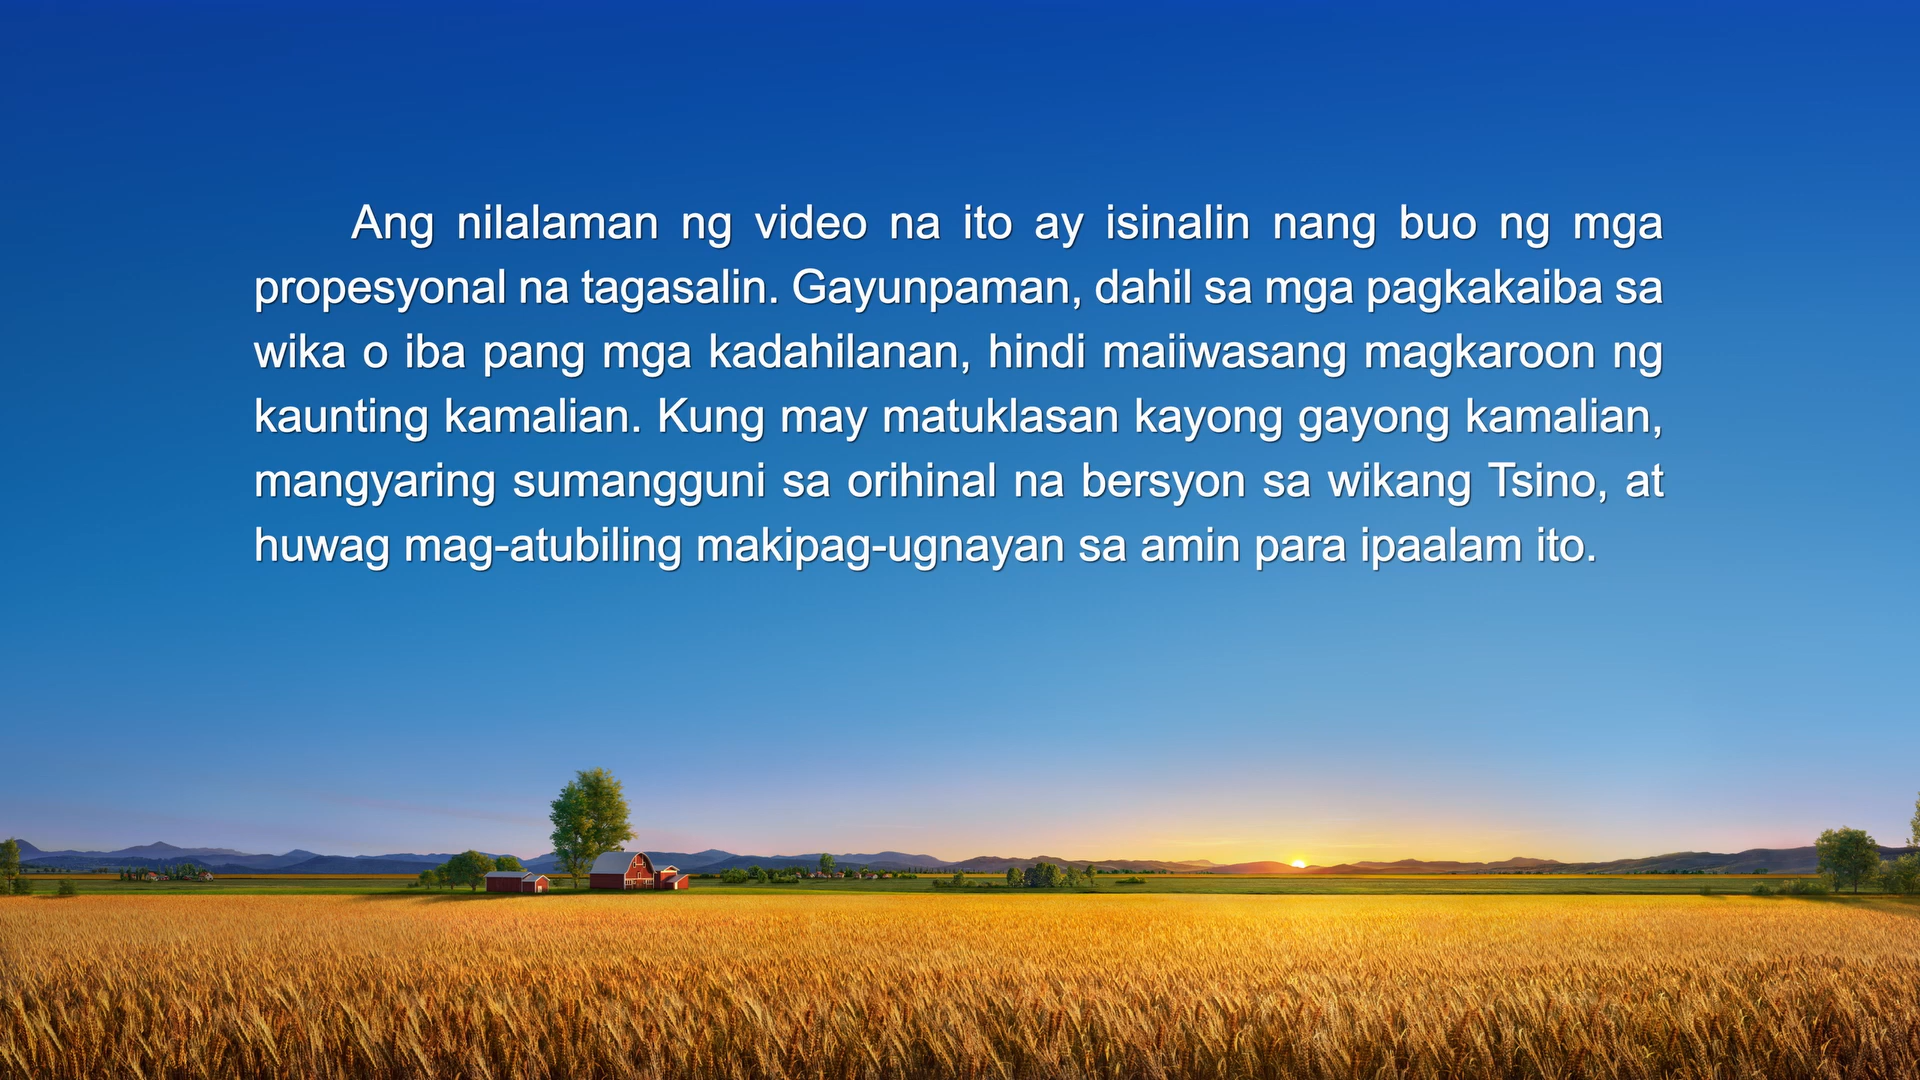 Ang nilalaman ng video na ito ay isinalin nang buo ng mga
propesyonal na tagasalin. Gayunpaman, dahil sa mga pagkakaiba sa
wika o iba pang mga kadahilanan, hindi maiiwasang magkaroon ng
kaunting kamalian. Kung may matuklasan kayong gayong kamalian,
mangyaring sumangguni sa orihinal na bersyon sa wikang Tsino, at
huwag mag-atubiling makipag-ugnayan sa amin para ipaalam ito.